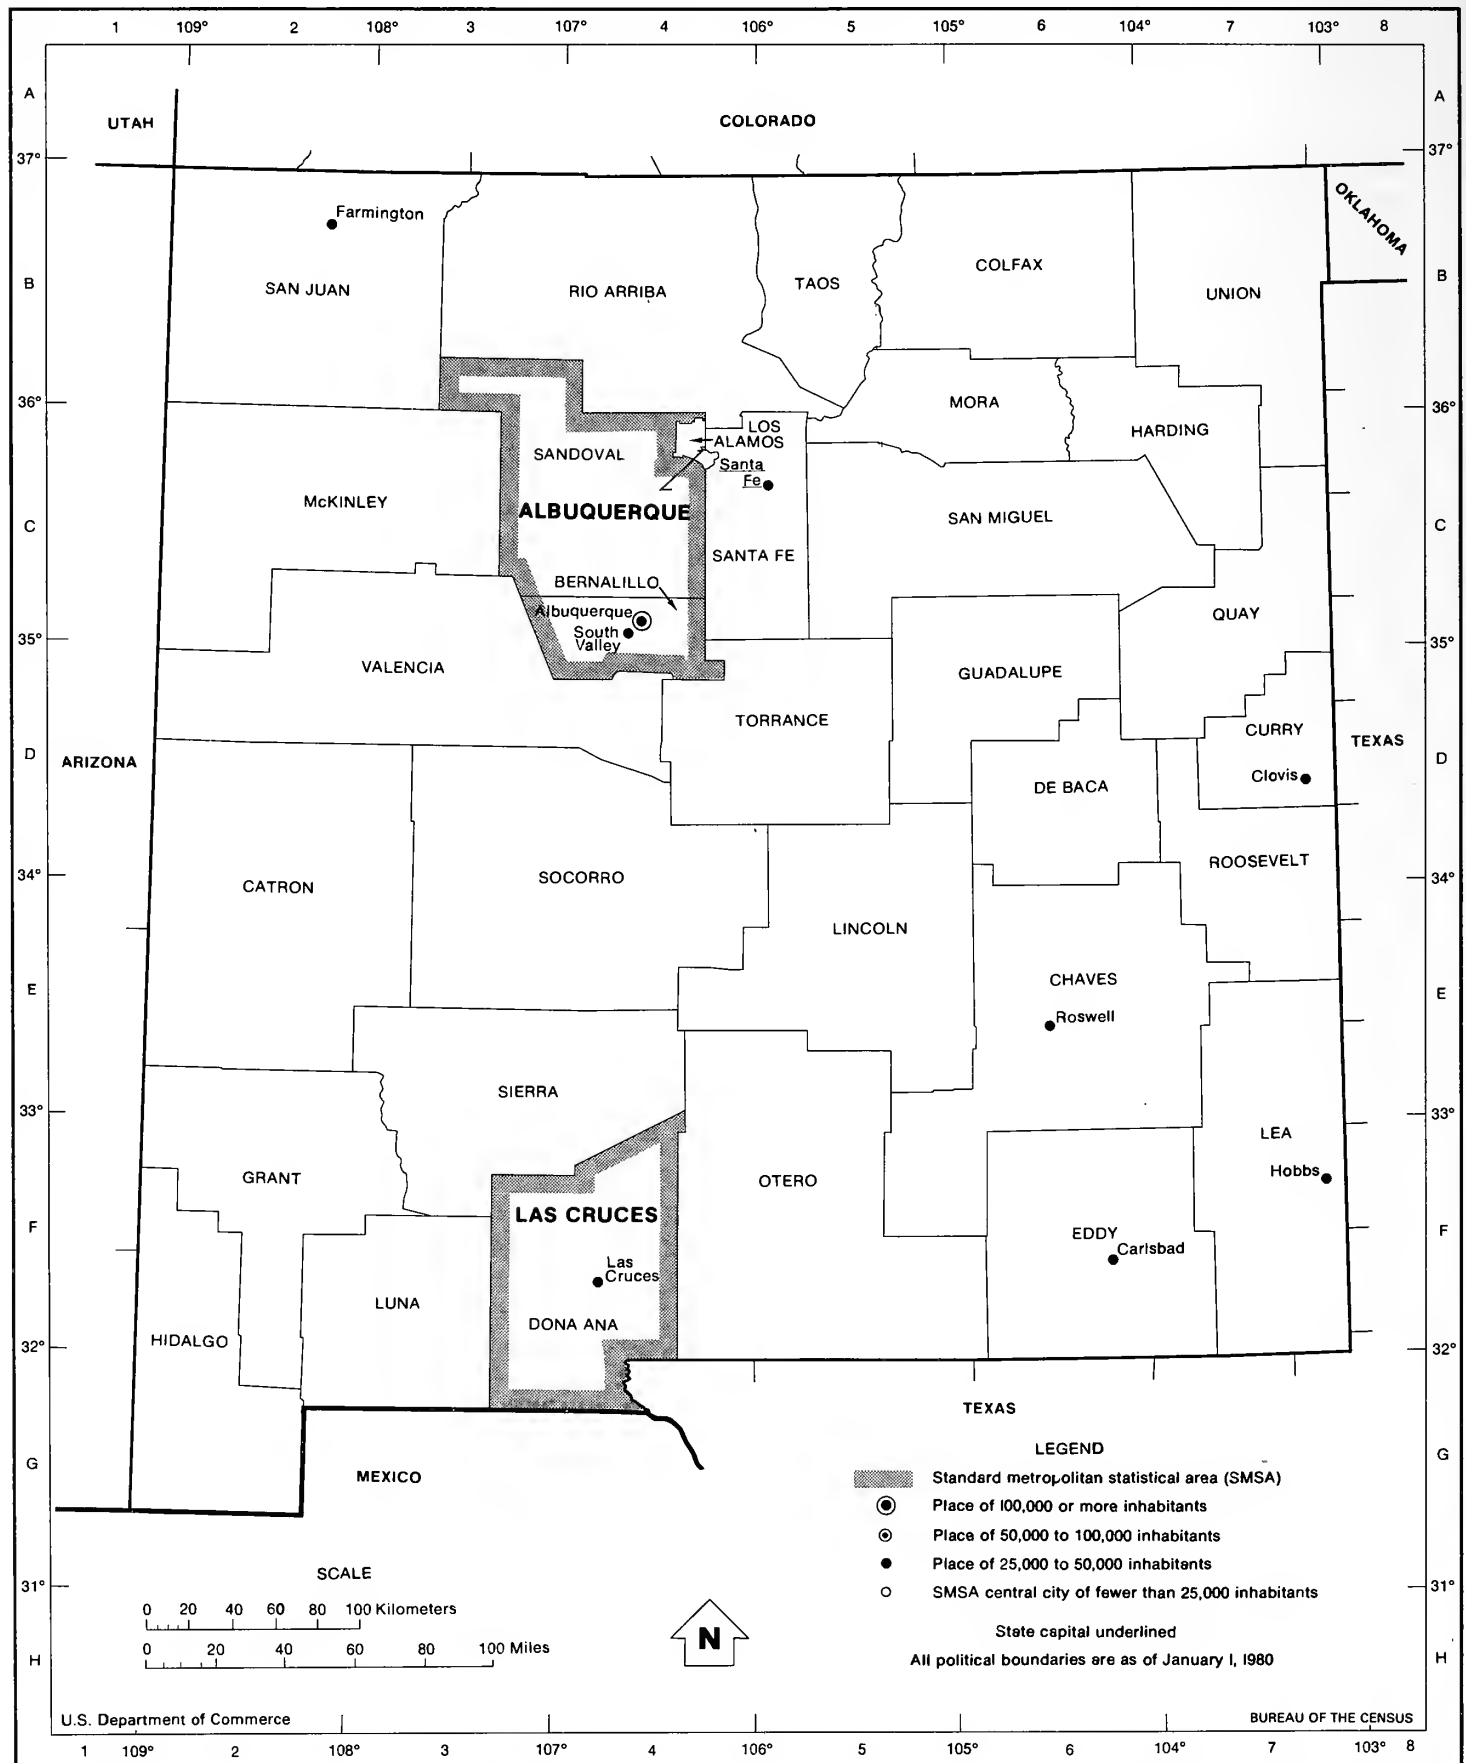 1 109° 2 108° 3 107° 4 106° 5 105° 6 104° 7 103° 8
A A
UTAH COLORADO
37° 37°
OKLAHOMA
Farmington
B B
SAN JUAN RIO ARRIBA TAOS COLFAX UNION
36° 36°
MORA
LOS
ALAMOS
HARDING
SANDOVAL
Santa
Fe
McKINLEY
ALBUQUERQUE
SAN MIGUEL
C C
SANTA FE
BERNALILLO
Albuquerque
QUAY
South
Valley
35° 35°
VALENCIA
GUADALUPE
TORRANCE
CURRY
D D
ARIZONA TEXAS
Clovis
DE BACA
ROOSEVELT
34° 34°
CATRON SOCORRO
LINCOLN
CHAVES
E E
Roswell
SIERRA
33° 33°
LEA
Hobbs
GRANT OTERO
LAS CRUCES
F F
EDDY
Carlsbad
Las
Cruces
LUNA
DONA ANA
HIDALGO
32° 32°
TEXAS
G G
MEXICO
LEGEND
Standard metropolitan statistical area (SMSA)
Place of 100,000 or more inhabitants
Place of 50,000 to 100,000 inhabitants
Place of 25,000 to 50,000 inhabitants
SMSA central city of fewer than 25,000 inhabitants
State capital underlined
All political boundaries are as of January 1, 1980
31° 31°
SCALE
0 20 40 60 80 100 Kilometers
0 20 40 60 80 100 Miles
N
H H
U.S. Department of Commerce BUREAU OF THE CENSUS
1 109° 2 108° 3 107° 4 106° 5 105° 6 104° 7 103° 8